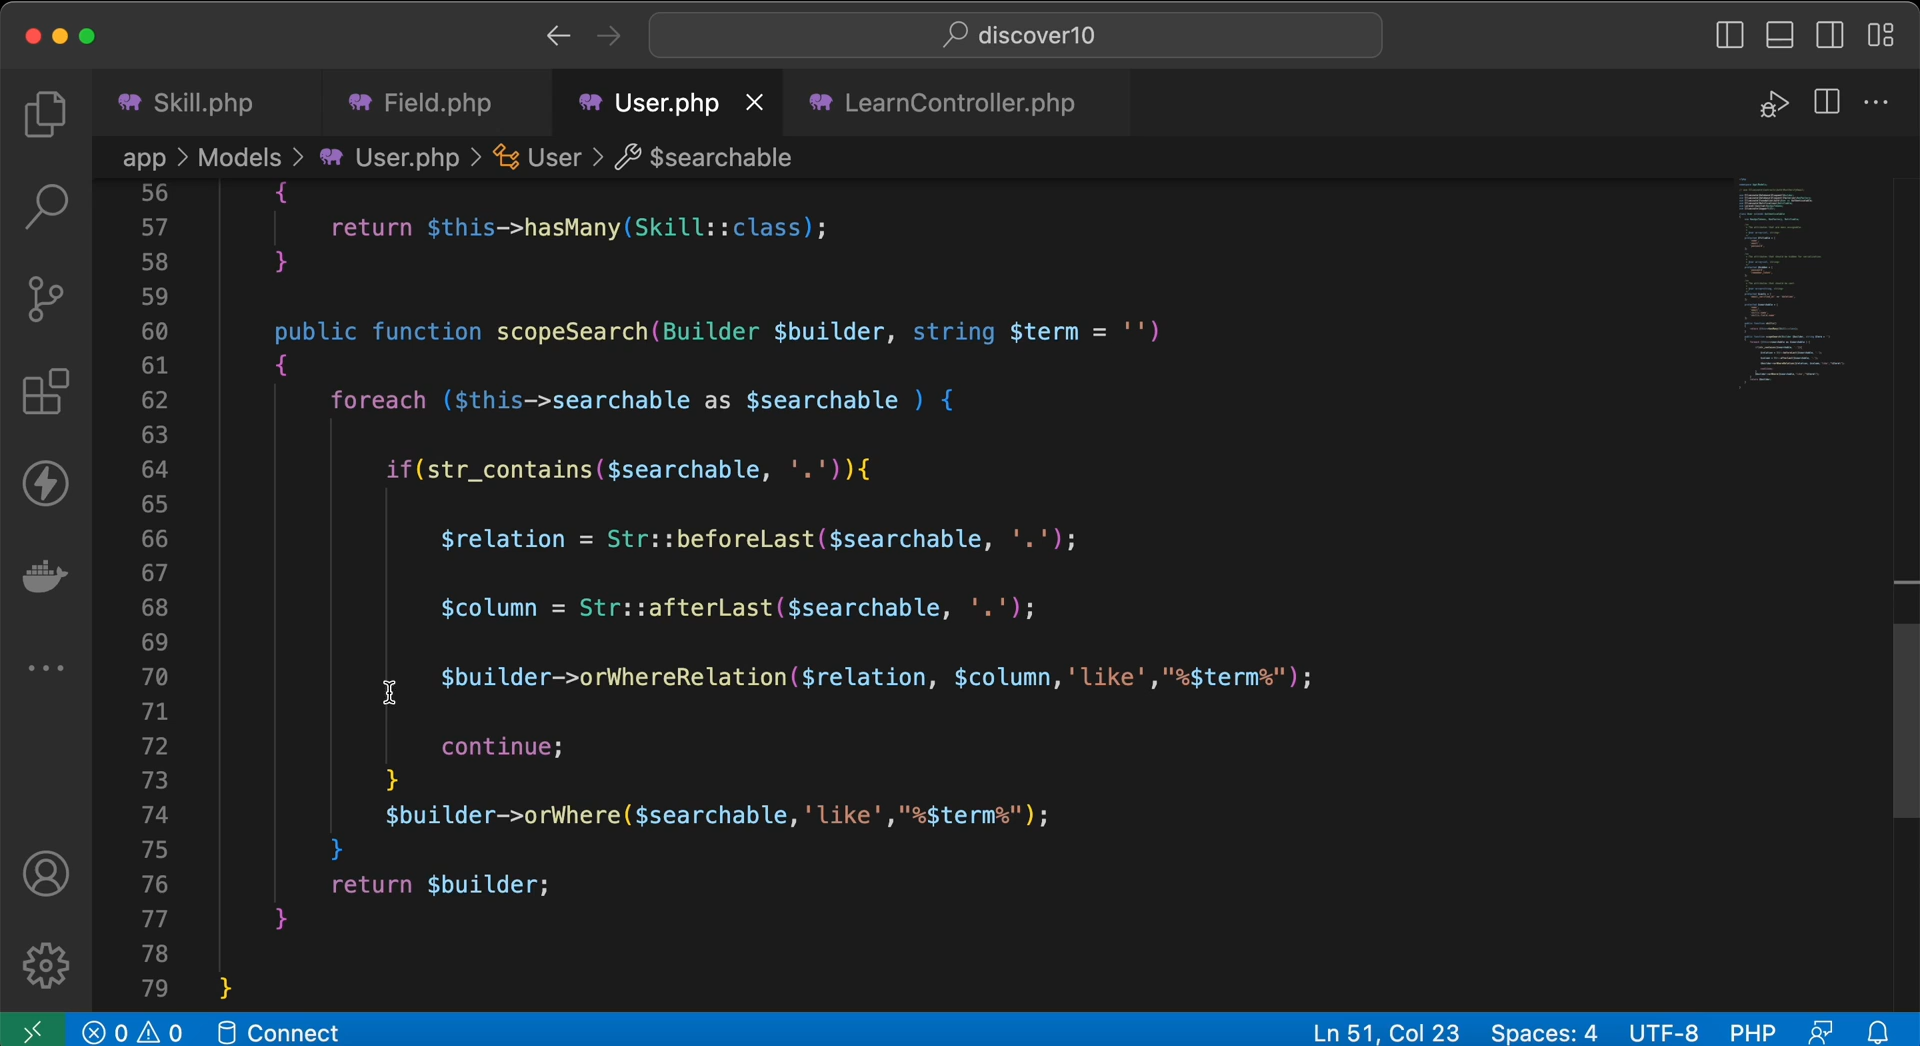 discover10
Skill.php
Field.php
User.php
LearnController.php
app > Models > User.php > User > $searchable
56 {
57 return $this->hasMany(Skill::class);
58 }
59
60 public function scopeSearch(Builder $builder, string $term = '')
61 {
62 foreach ($this->searchable as $searchable ) {
63
64 if(str_contains($searchable, '.')){
65
66 $relation = Str::beforeLast($searchable, '.');
67
68 $column = Str::afterLast($searchable, '.');
69
70 $builder->orWhereRelation($relation, $column,'like',"%$term%");
71
72 continue;
73 }
74 $builder->orWhere($searchable,'like',"%$term%");
75 }
76 return $builder;
77 }
78
79 }
0 0 Connect
Ln 51, Col 23 Spaces: 4 UTF-8 PHP